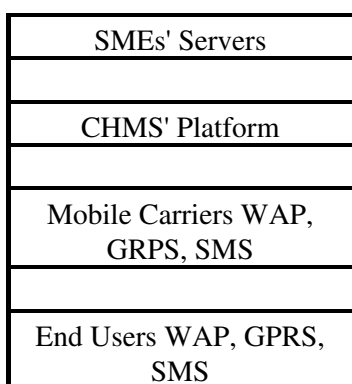 SMEs' Servers
CHMS' Platform
Mobile Carriers WAP,
GRPS, SMS
End Users WAP, GPRS,
SMS